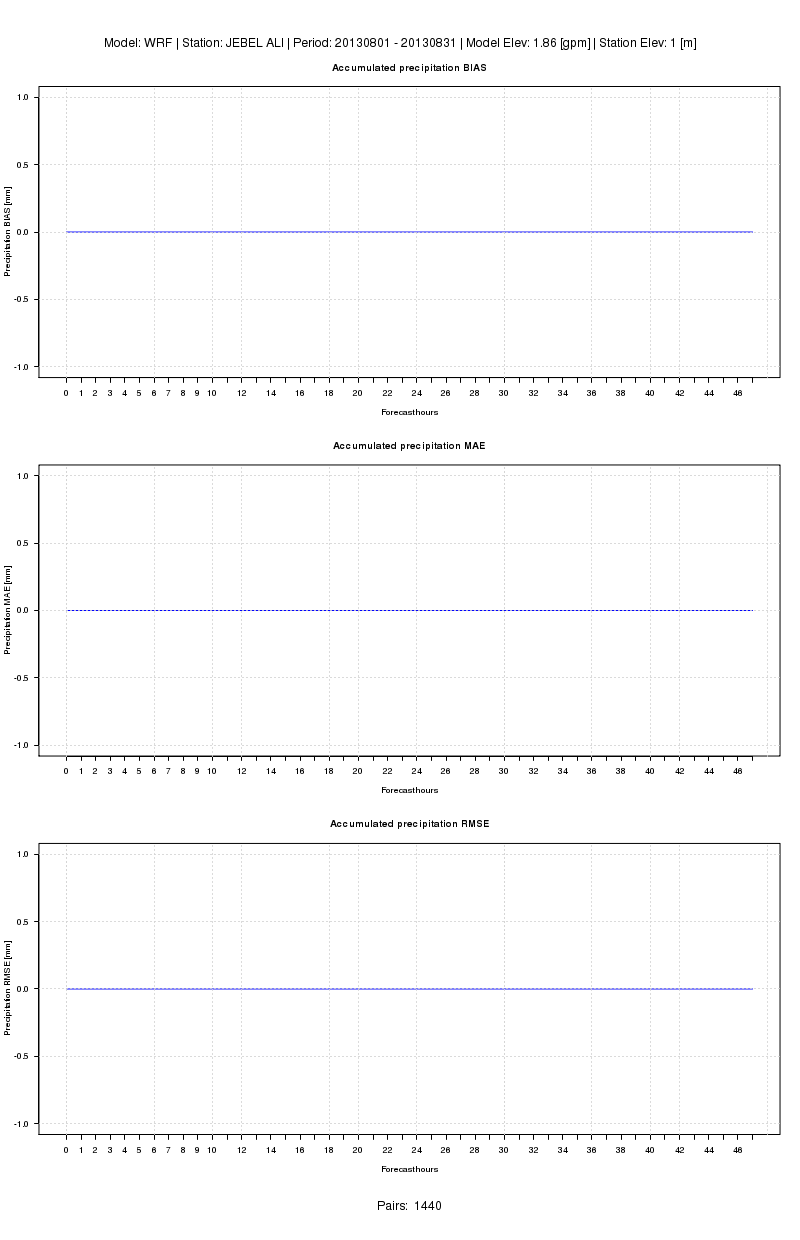 Model: WRF | Station: JEBEL ALI | Period: 20130801 - 20130831 | Model Elev: 1.86 [gpm] | Station Elev: 1 [m]
Accumulated precipitation BIAS
Precipitation BIAS [mm]
1.0
0.5
0.0
-0.5
-1.0
0 1 2 3 4 5 6 7 8 9 10 12 14 16 18 20 22 24 26 28 30 32 34 36 38 40 42 44 46
Forecasthours
Accumulated precipitation MAE
Precipitation MAE [mm]
1.0
0.5
0.0
-0.5
-1.0
0 1 2 3 4 5 6 7 8 9 10 12 14 16 18 20 22 24 26 28 30 32 34 36 38 40 42 44 46
Forecasthours
Accumulated precipitation RMSE
Precipitation RMSE [mm]
1.0
0.5
0.0
-0.5
-1.0
0 1 2 3 4 5 6 7 8 9 10 12 14 16 18 20 22 24 26 28 30 32 34 36 38 40 42 44 46
Forecasthours
Pairs: 1440